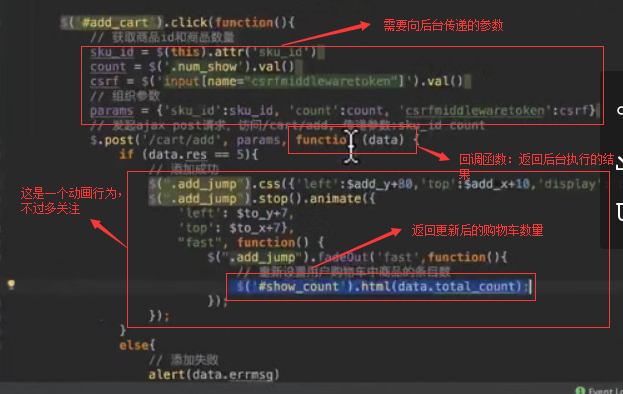 $('#add_cart').click(function(){
需要向后台传递的参数
// 获取商品id和商品数量
sku_id = $(this).attr('sku_id')
count = $('.num_show').val()
csrf = $('input[name="csrfmiddlewaretoken"]').val()
// 组织参数
params = {'sku_id':sku_id, 'count':count, 'csrfmiddlewaretoken':csrf}
// 发起ajax post请求，访问/cart/add, 传递参数:sku_id count
$.post('/cart/add', params, function (data) {
回调函数：返回后台执行的结
果
if (data.res == 5){
// 添加成功
$(".add_jump").css({'left':$add_y+80,'top':$add_x+10,'display':
这是一个动画行为，
不过多关注
$(".add_jump").stop().animate({
'left': $to_y+7,
'top': $to_x+7},
返回更新后的购物车数量
"fast", function() {
$(".add_jump").fadeOut('fast',function(){
// 重新设置用户购物车中商品的条目数
$('#show_count').html(data.total_count);
});
});
}
else{
// 添加失败
alert(data.errmsg)
Event Lo